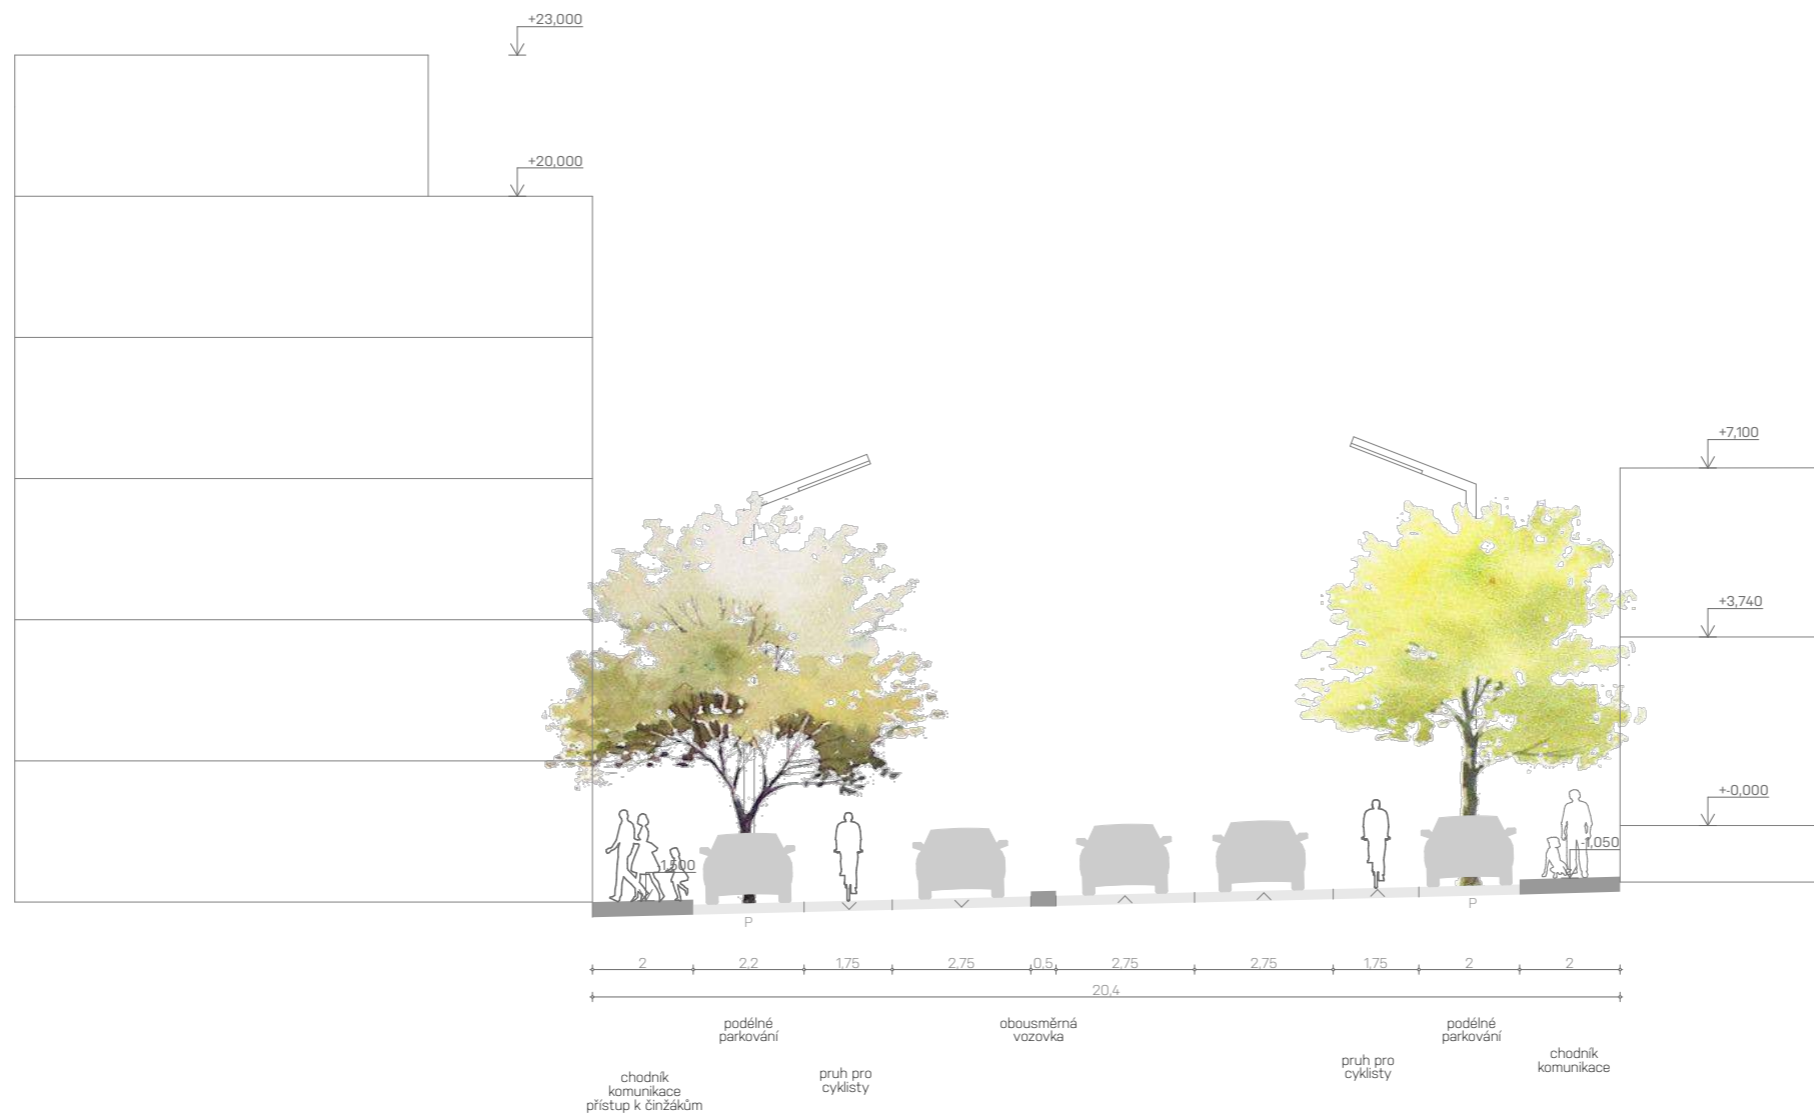 +23,000
+20,000
+7,100
+3,740
+-0,000
-1,050
1,500
P
P
2 2,2 1,75 2,75 0,5 2,75 2,75 1,75 2 2
20,4
podélné
parkování
obousměrná
vozovka
podélné
parkování
chodník
komunikace
pruh pro
cyklisty
pruh pro
cyklisty
chodník
komunikace
přístup k činžákům